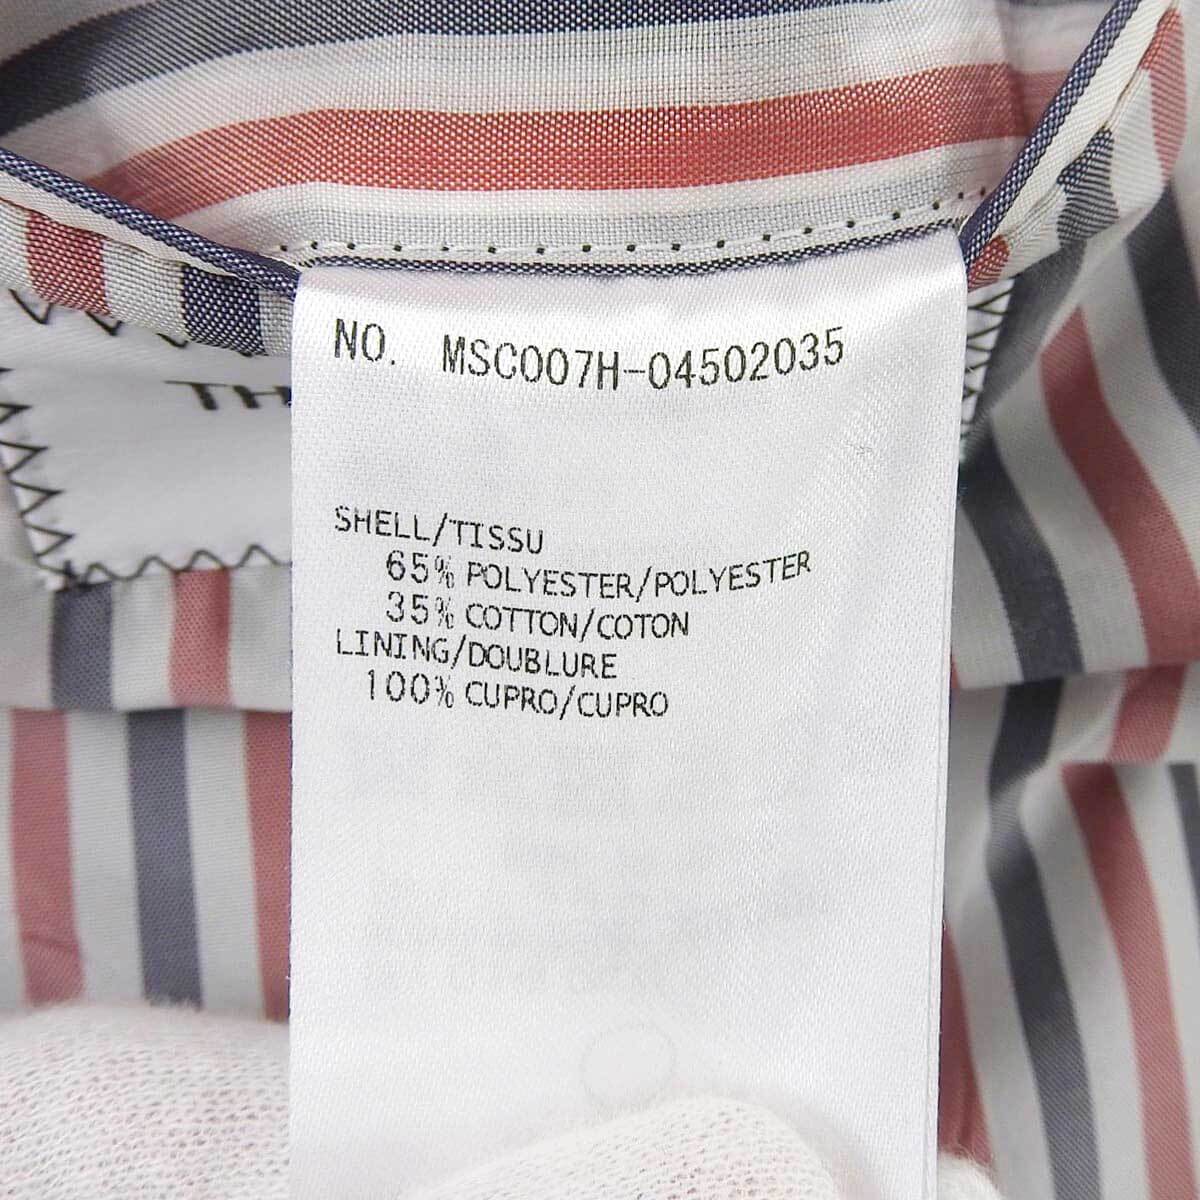 NO. MSC007H-04502035
SHELL/TISSU
65% POLYESTER/POLYESTER
35% COTTON/COTON
LINING/DOUBLURE
100% CUPRO/CUPRO